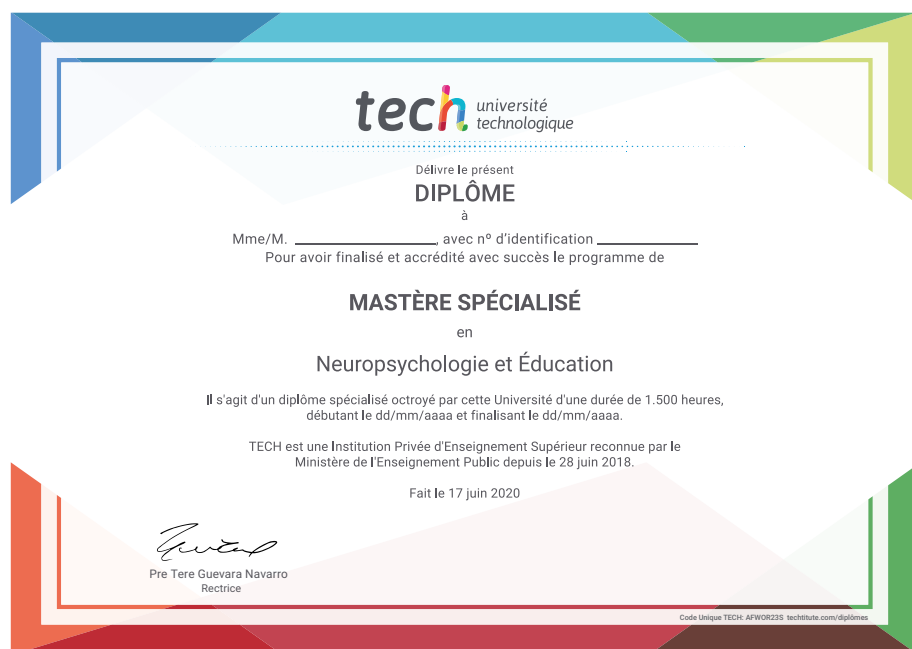 tech université
technologique
Délivre le présent
DIPLÔME
à
Mme/M. ____________________, avec nº d'identification ______________
Pour avoir finalisé et accrédité avec succès le programme de
MASTÈRE SPÉCIALISÉ
en
Neuropsychologie et Éducation
Il s'agit d'un diplôme spécialisé octroyé par cette Université d'une durée de 1.500 heures,
débutant le dd/mm/aaaa et finalisant le dd/mm/aaaa.
TECH est une Institution Privée d'Enseignement Supérieur reconnue par le
Ministère de l'Enseignement Public depuis le 28 juin 2018.
Fait le 17 juin 2020
Pre Tere Guevara Navarro
Rectrice
Code Unique TECH: AFWOR23S techtitute.com/diplômes